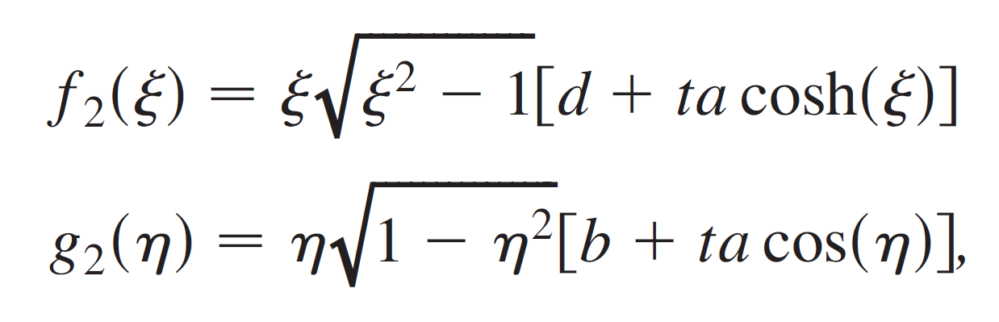 f₂(ξ) = ξ√(ξ² − 1)[d + ta cosh(ξ)]
g₂(η) = η√(1 − η²)[b + ta cos(η)],